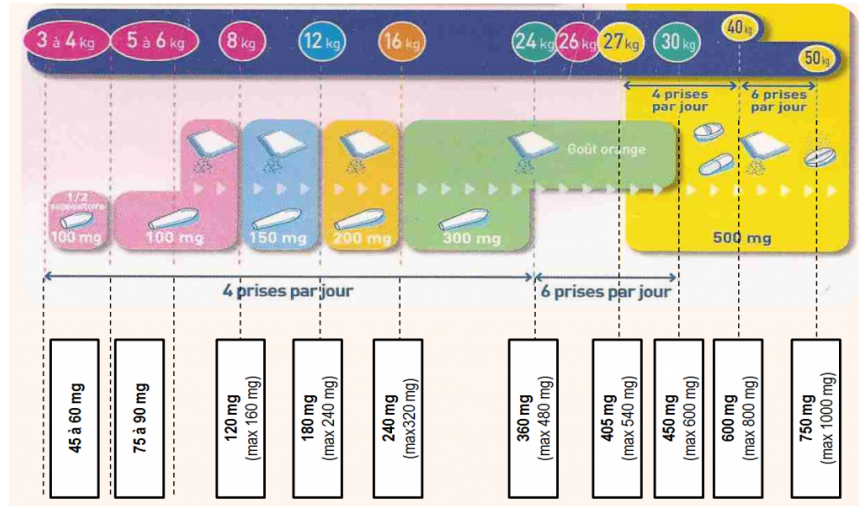 3 à 4 kg
5 à 6 kg
8 kg
12 kg
16 kg
24 kg
26 kg
27 kg
30 kg
40 kg
50 kg
4 prises
par jour
6 prises
par jour
Goût orange
1/2
suppositoire
100 mg
100 mg
150 mg
200 mg
300 mg
500 mg
4 prises par jour
6 prises par jour
45 à 60 mg
75 à 90 mg
120 mg
(max 160 mg)
180 mg
(max 240 mg)
240 mg
(max320 mg)
360 mg
(max 480 mg)
405 mg
(max 540 mg)
450 mg
(max 600 mg)
600 mg
(max 800 mg)
750 mg
(max 1000 mg)